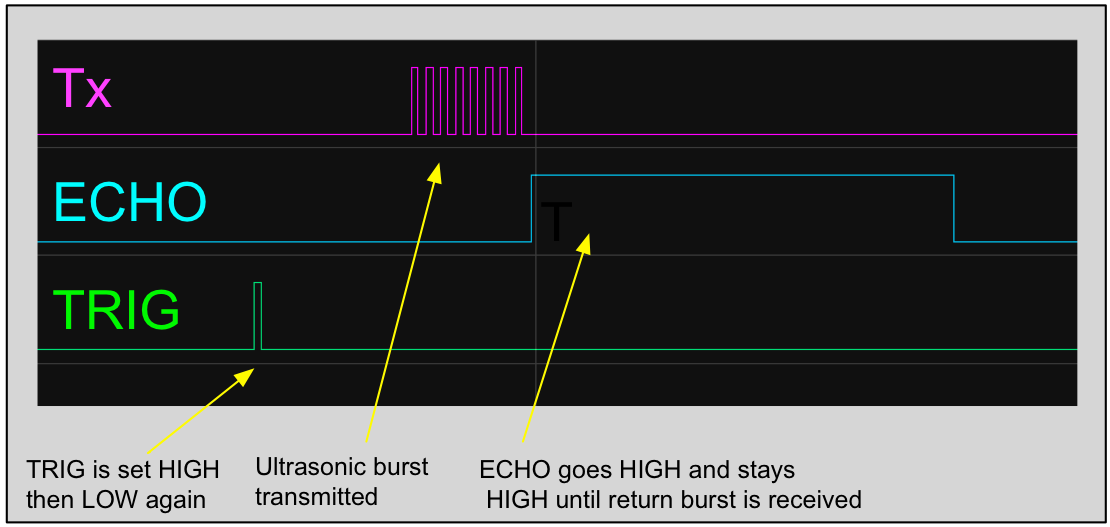 Tx
ECHO
T
TRIG
TRIG is set HIGH
then LOW again
Ultrasonic burst
transmitted
ECHO goes HIGH and stays
HIGH until return burst is received